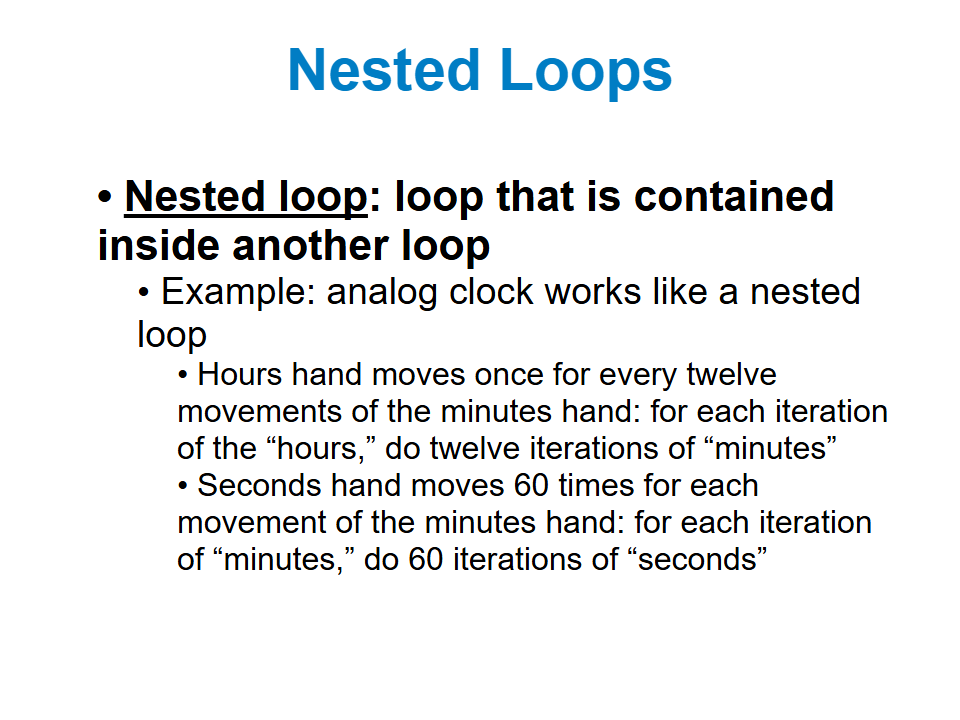 Nested Loops
• Nested loop: loop that is contained
inside another loop
• Example: analog clock works like a nested
loop
• Hours hand moves once for every twelve
movements of the minutes hand: for each iteration
of the “hours,” do twelve iterations of “minutes”
• Seconds hand moves 60 times for each
movement of the minutes hand: for each iteration
of “minutes,” do 60 iterations of “seconds”